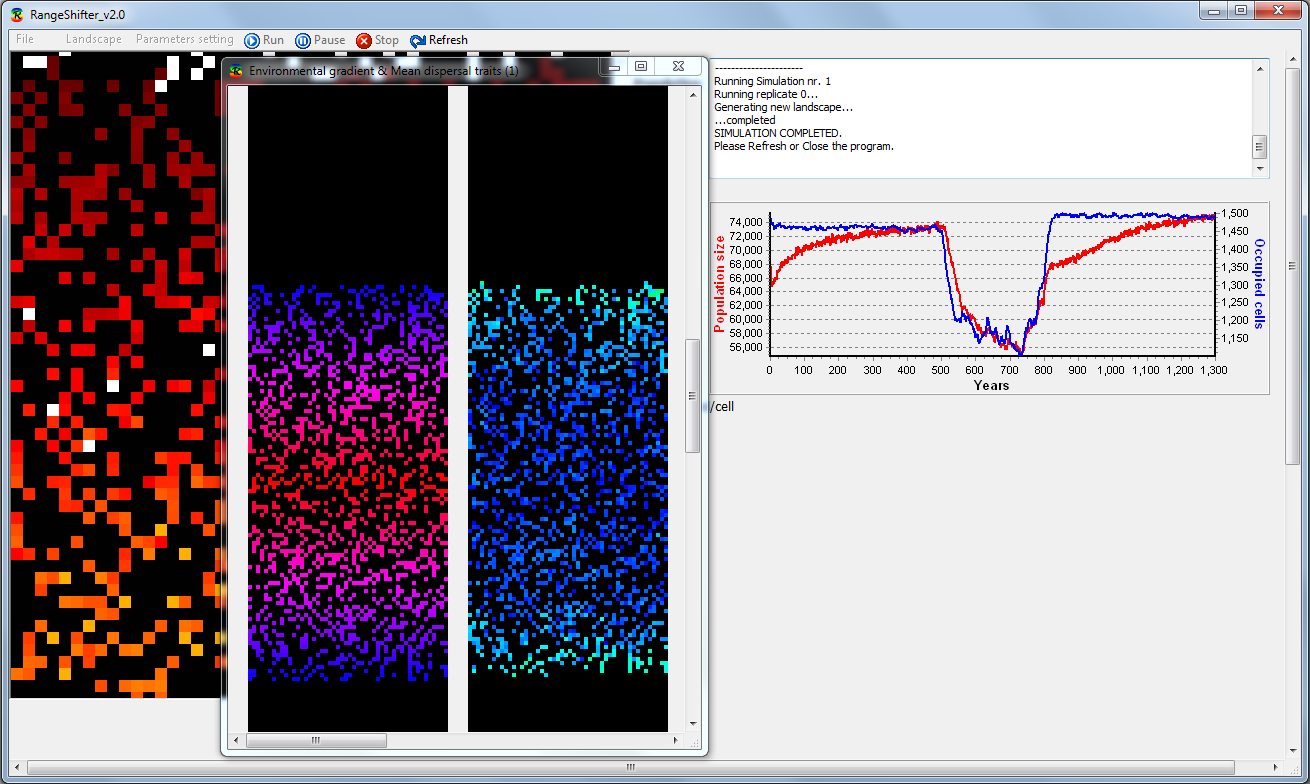 RangeShifter_v2.0
File Landscape Parameters setting Run Pause Stop Refresh
Environmental gradient & Mean dispersal traits (1)
----------------------
Running Simulation nr. 1
Running replicate 0...
Generating new landscape...
...completed
SIMULATION COMPLETED.
Please Refresh or Close the program.
Population size
74,000
72,000
70,000
68,000
66,000
64,000
62,000
60,000
58,000
56,000
1,500
1,450
1,400
1,350
1,300
1,250
1,200
1,150
Occupied cells
0 100 200 300 400 500 600 700 800 900 1,000 1,100 1,200 1,300
Years
/cell